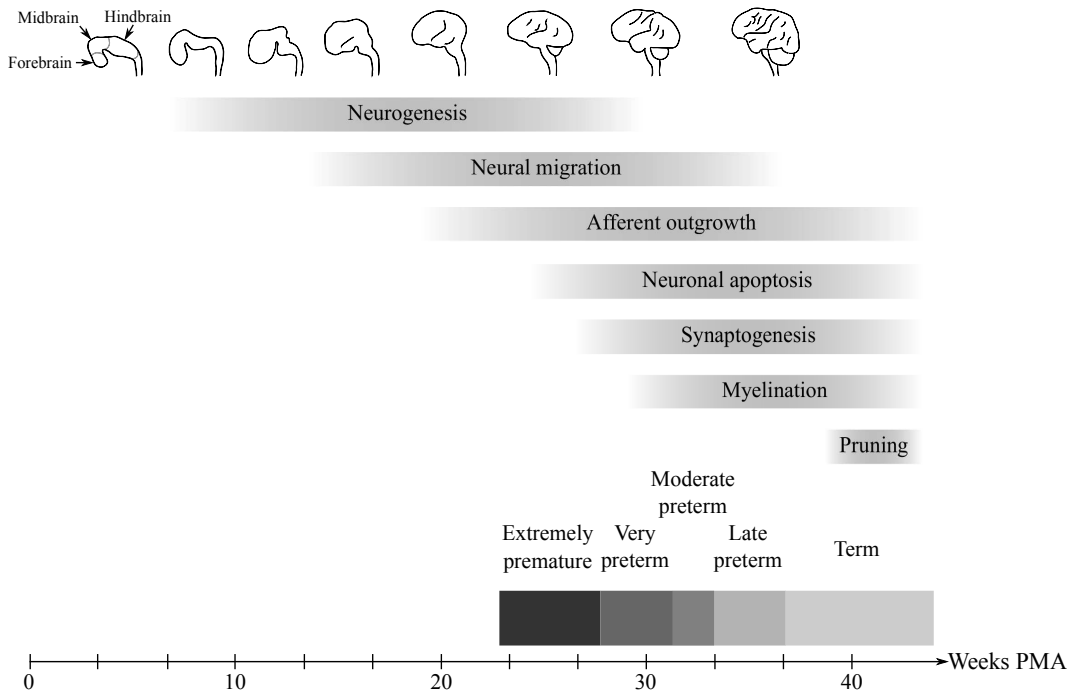 Midbrain
Hindbrain
Forebrain
Neurogenesis
Neural migration
Afferent outgrowth
Neuronal apoptosis
Synaptogenesis
Myelination
Pruning
Moderate
preterm
Extremely
premature
Very
preterm
Late
preterm
Term
Weeks PMA
0
10
20
30
40